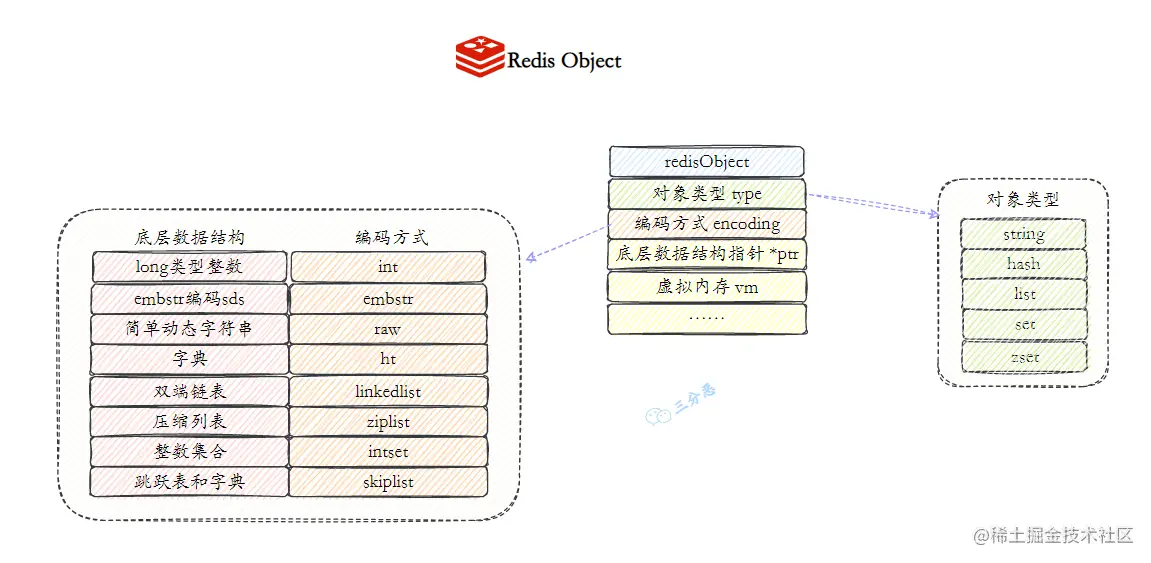 Redis Object
redisObject
对象类型 type
编码方式 encoding
底层数据结构指针 *ptr
虚拟内存 vm
……
底层数据结构 编码方式
long类型整数 int
embstr编码sds embstr
简单动态字符串 raw
字典 ht
双端链表 linkedlist
压缩列表 ziplist
整数集合 intset
跳跃表和字典 skiplist
对象类型
string
hash
list
set
zset
三分恶
@稀土掘金技术社区